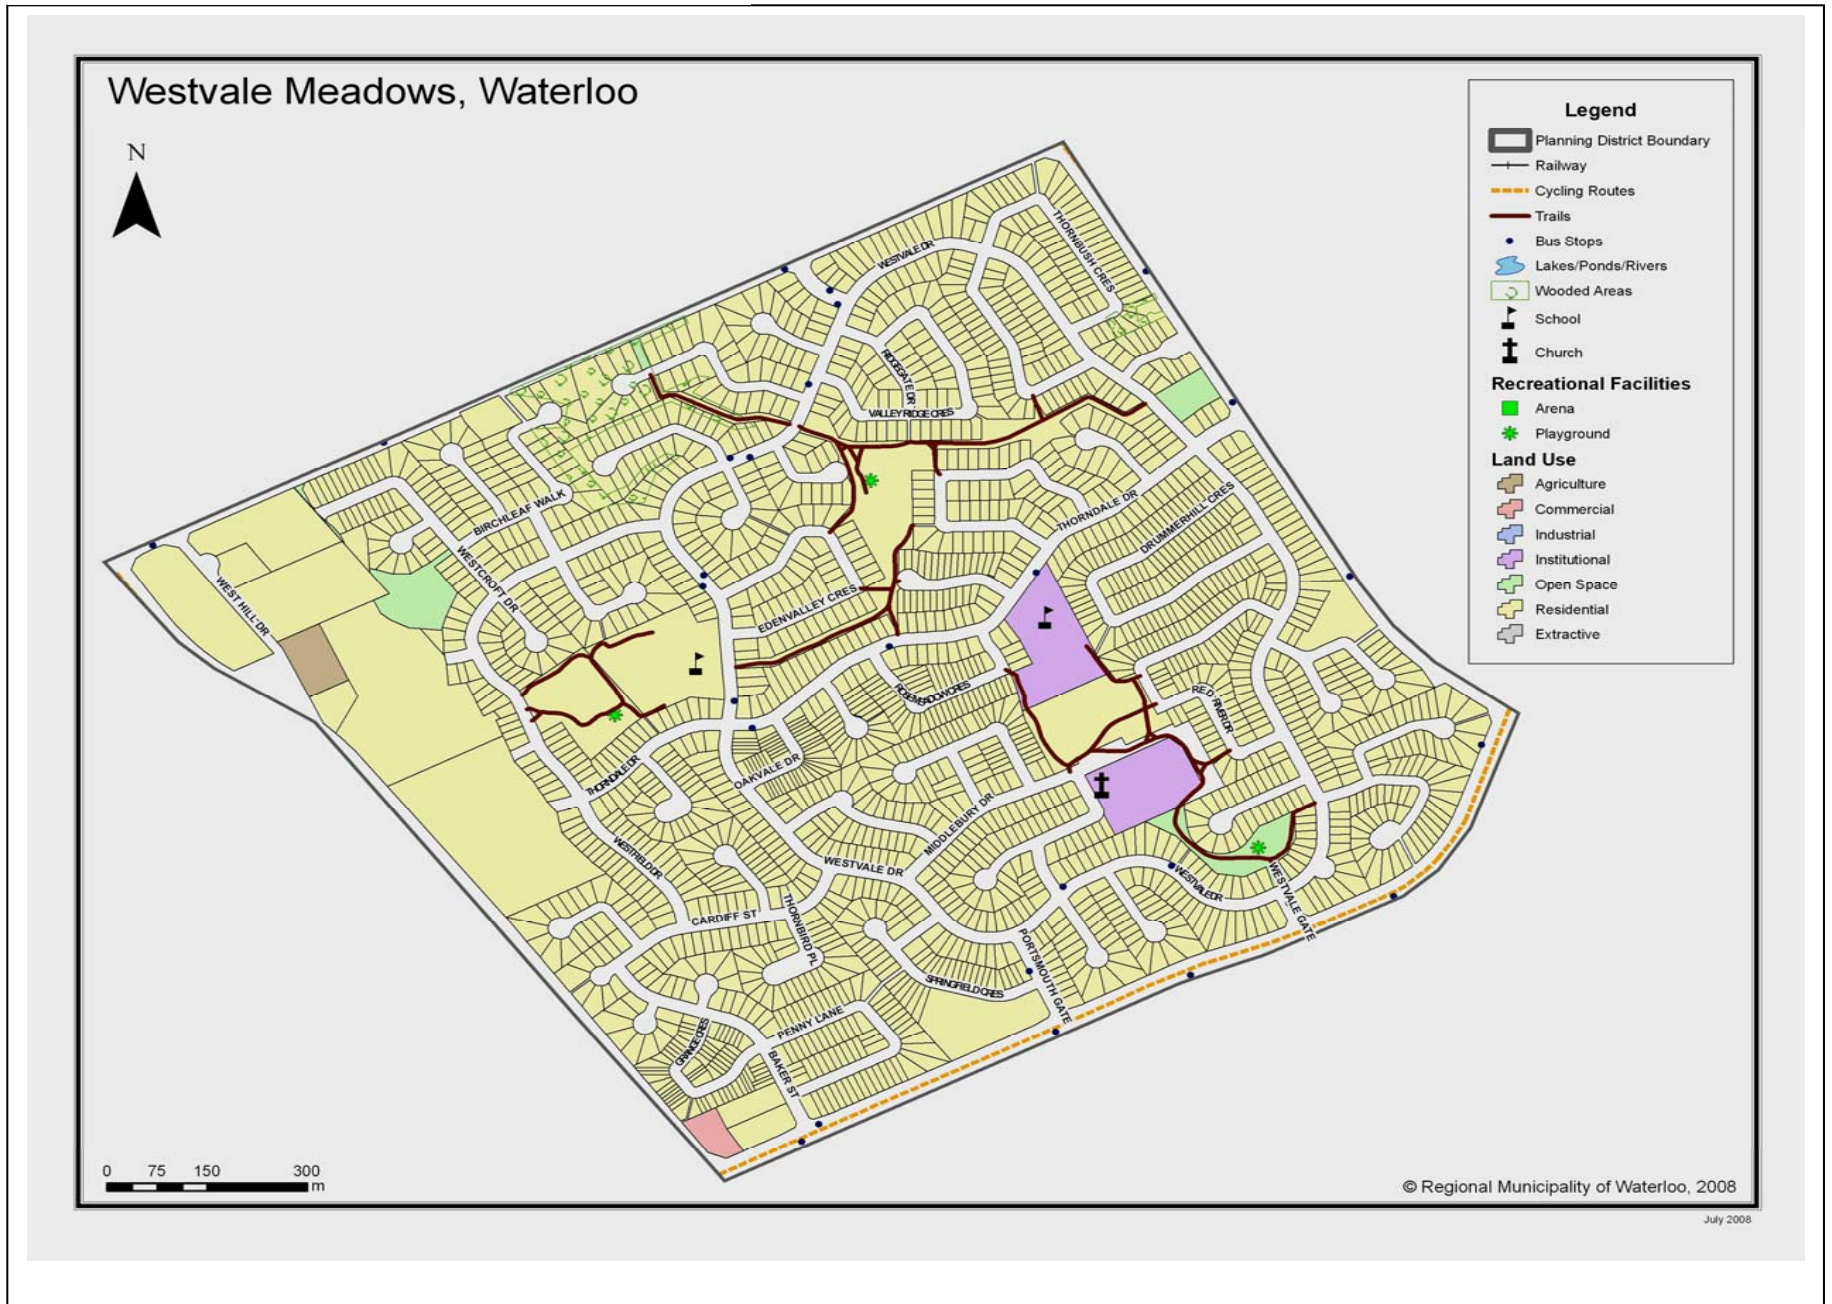 Westvale Meadows, Waterloo
N
Legend
Planning District Boundary
Railway
Cycling Routes
Trails
Bus Stops
Lakes/Ponds/Rivers
Wooded Areas
School
Church
Recreational Facilities
Arena
Playground
Land Use
Agriculture
Commercial
Industrial
Institutional
Open Space
Residential
Extractive
THORNBUSH CRES
WESTVALE DR
RIDGEGATE DR
VALLEY RIDGE CRES
BIRCHLEAF WALK
THORNDALE DR
DRUMMERHILL CRES
WESTCROFT DR
WEST HILL DR
EDENVALLEY CRES
ROSEMEADOW CRES
RED RIVER DR
OAKVALE DR
THORNDALE DR
MIDDLEBURY DR
WESTFIELD DR
WESTVALE DR
WESTVALE DR
WESTVALE GATE
CARDIFF ST
THORNBIRD PL
PORTSMOUTH GATE
SPRINGFIELD CRES
PENNY LANE
GRANGE CRES
BAKER ST
0 75 150 300
m
© Regional Municipality of Waterloo, 2008
July 2008